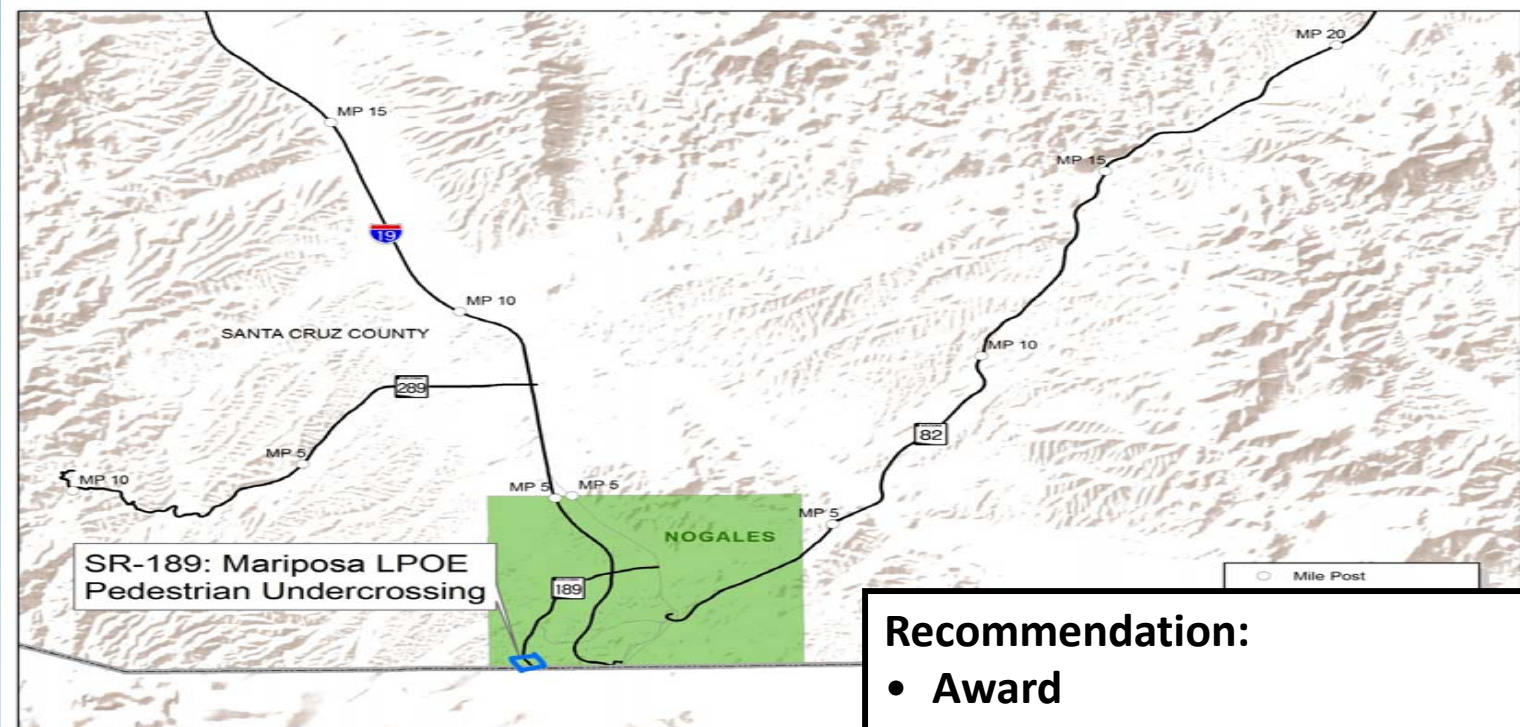 MP 20
MP 15
MP 15
19
MP 10
SANTA CRUZ COUNTY
MP 10
289
82
MP 5
MP 10
MP 5
MP 5
MP 5
NOGALES
SR-189: Mariposa LPOE
Pedestrian Undercrossing
189
Mile Post
Recommendation:
• Award